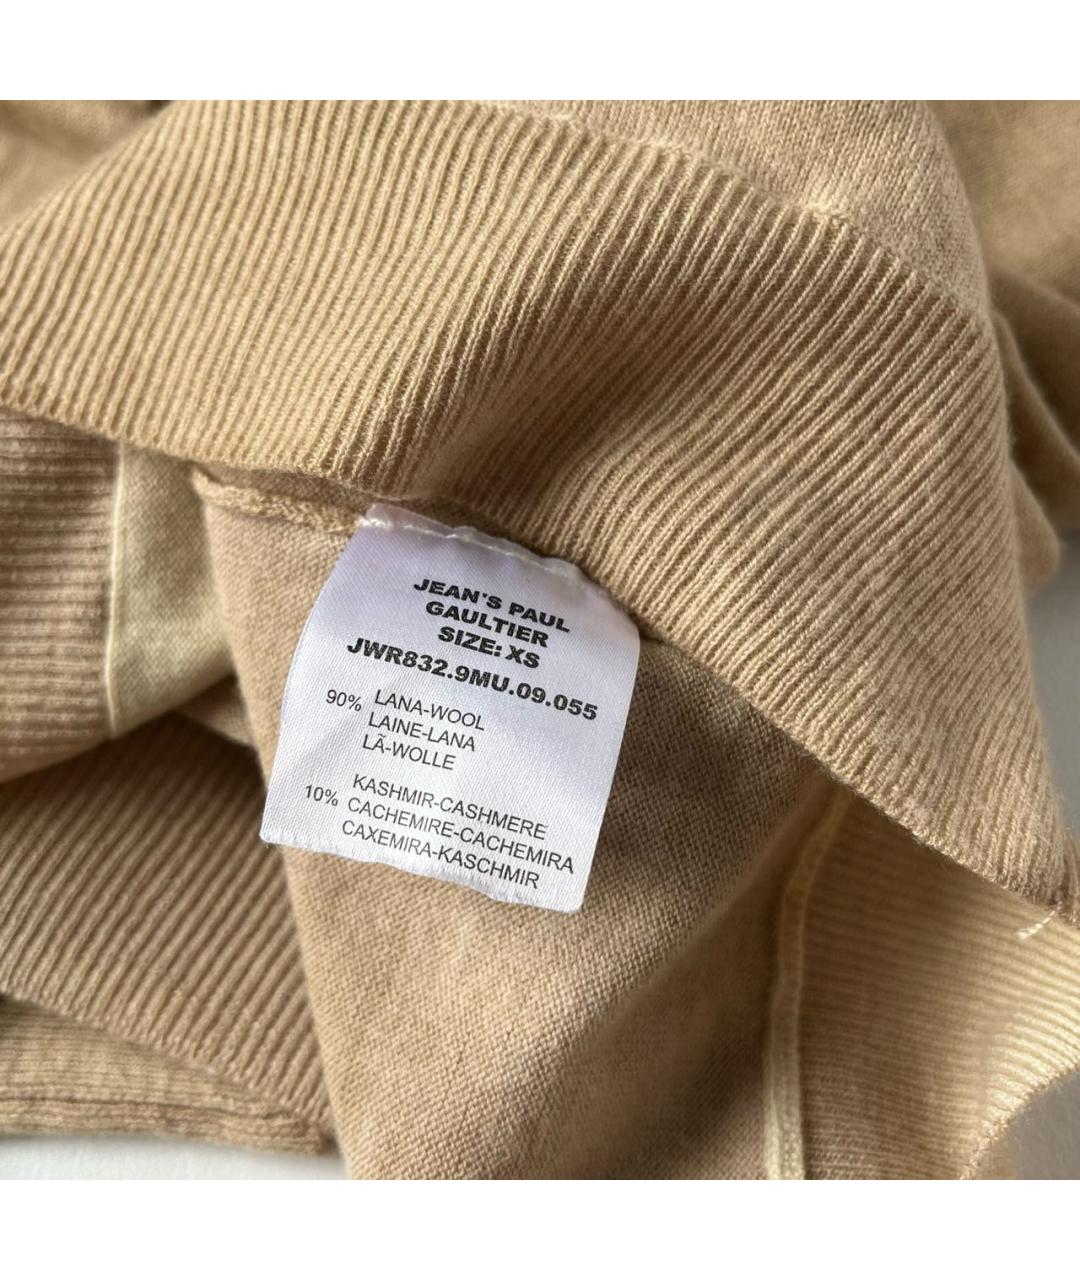 JEAN'S PAUL
GAULTIER
SIZE: XS
JWR832.9MU.09.055
90% LANA-WOOL
LAINE-LANA
LÃ-WOLLE
10% KASHMIR-CASHMERE
CACHEMIRE-CACHEMIRA
CAXEMIRA-KASCHMIR